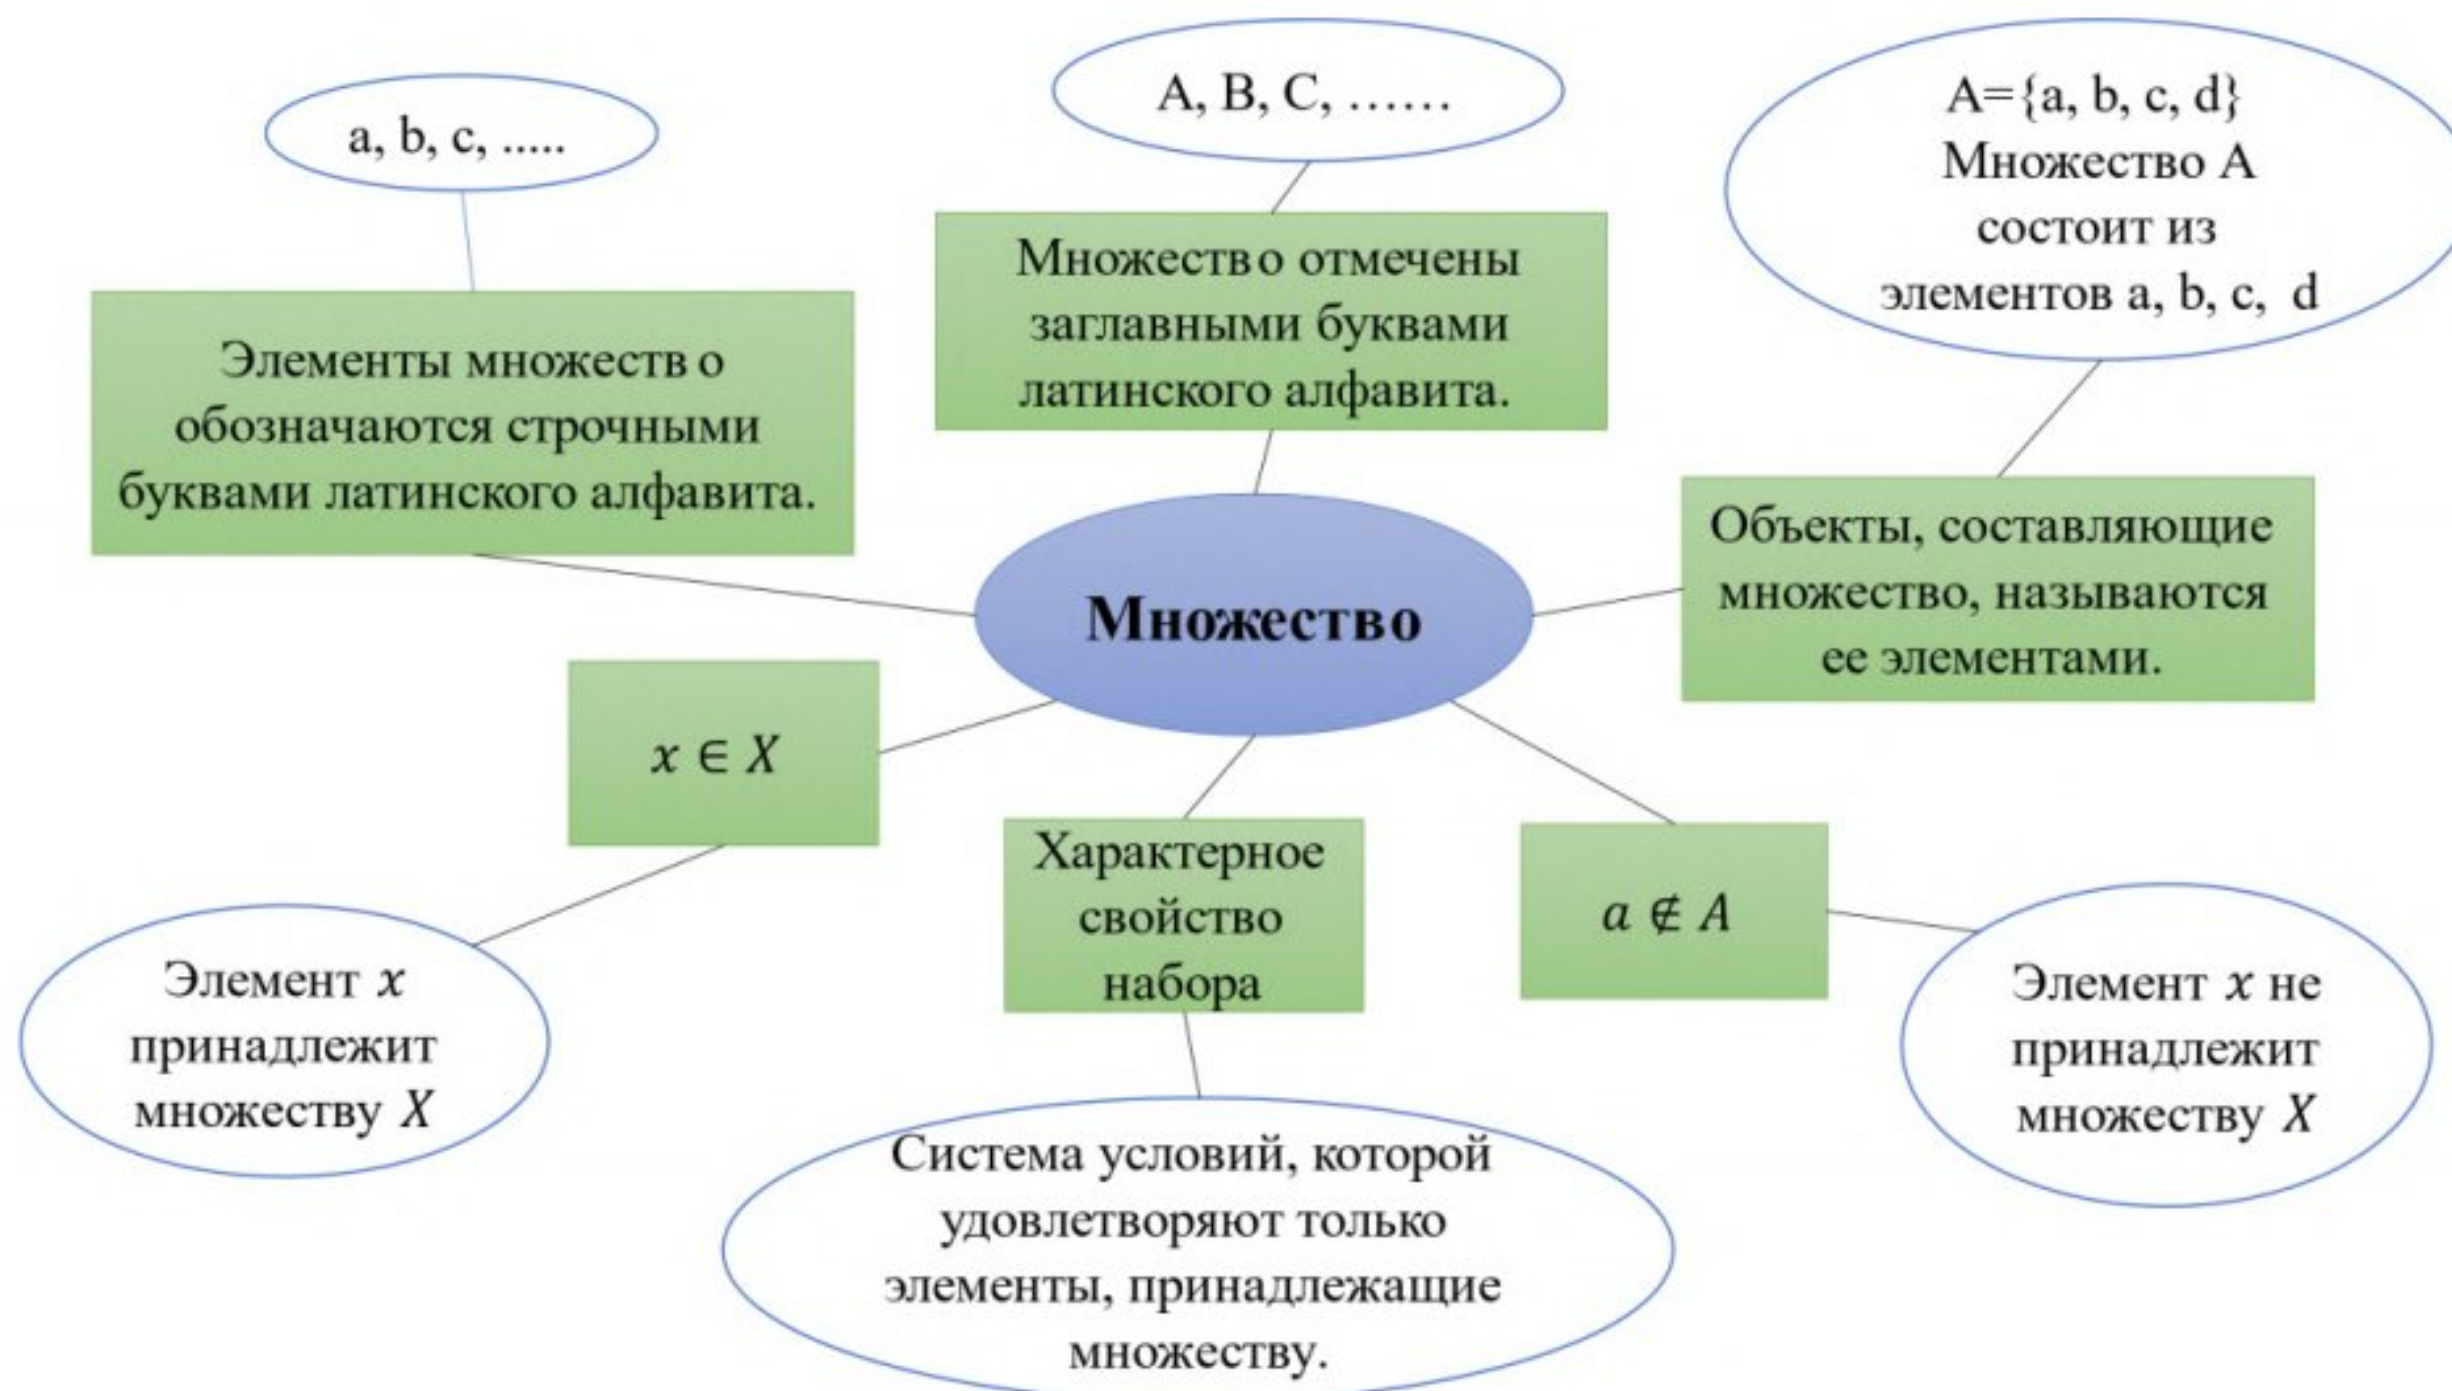 a, b, c, .....
A, B, C, ......
A={a, b, c, d}
Множество A
состоит из
элементов a, b, c, d
Элементы множеств о
обозначаются строчными
буквами латинского алфавита.
Множество отмечены
заглавными буквами
латинского алфавита.
Объекты, составляющие
множество, называются
ее элементами.
Множество
x ∈ X
Характерное
свойство
набора
a ∉ A
Элемент x
принадлежит
множеству X
Система условий, которой
удовлетворяют только
элементы, принадлежащие
множеству.
Элемент x не
принадлежит
множеству X